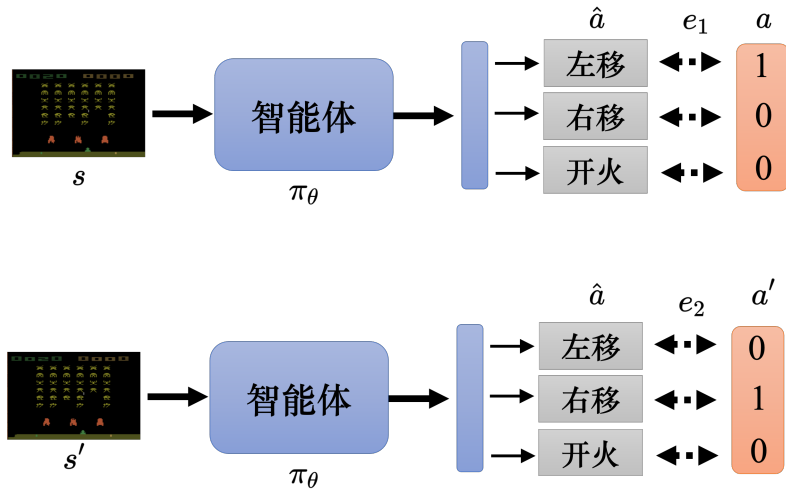 â e₁ a
左移 1
智能体 右移 0
开火 0
s
π_θ
â e₂ a′
左移 0
智能体 右移 1
开火 0
s′
π_θ